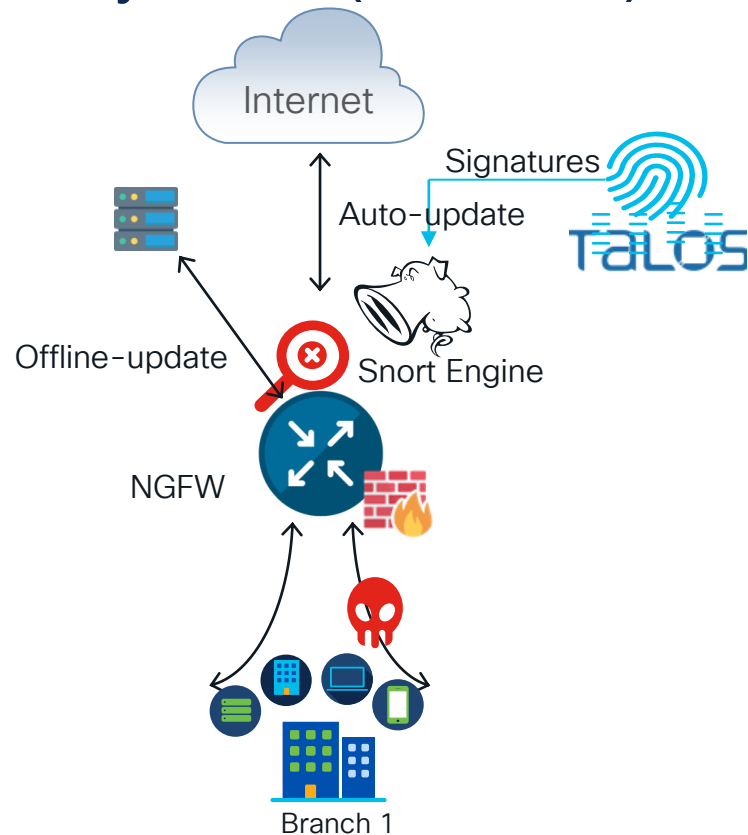 Internet
Signatures
Auto-update
TALOS
Offline-update
Snort Engine
NGFW
Branch 1